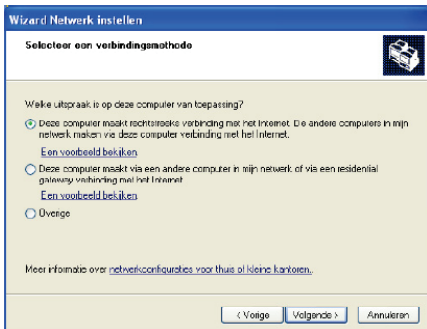 Wizard Netwerk instellen
Selecteer een verbindingsmethode
Welke uitspraak is op deze computer van toepassing?
Deze computer maakt rechtstreeks verbinding met het Internet. De andere computers in mijn
netwerk maken via deze computer verbinding met het Internet.
Een voorbeeld bekijken
Deze computer maakt via een andere computer in mijn netwerk of via een residential
gateway verbinding met het Internet
Een voorbeeld bekijken
Overige
Meer informatie over netwerkconfiguraties voor thuis of kleine kantoren.
< Vorige Volgende > Annuleren